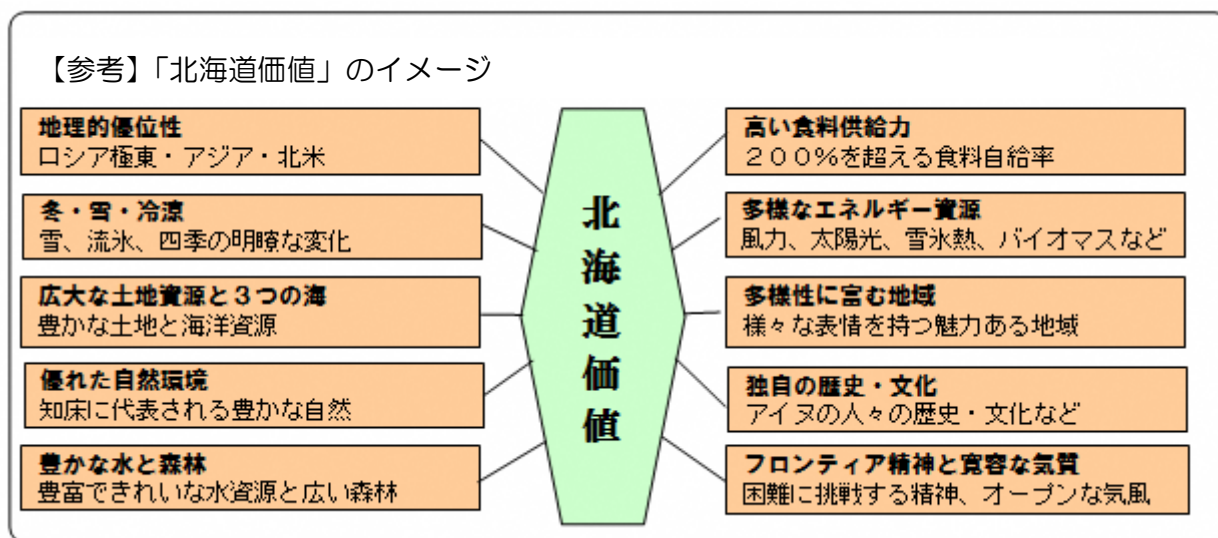 【参考】「北海道価値」のイメージ
地理的優位性
ロシア極東・アジア・北米
冬・雪・冷涼
雪、流氷、四季の明瞭な変化
広大な土地資源と３つの海
豊かな土地と海洋資源
優れた自然環境
知床に代表される豊かな自然
豊かな水と森林
豊富できれいな水資源と広い森林
北海道価値
高い食料供給力
２００％を超える食料自給率
多様なエネルギー資源
風力、太陽光、雪氷熱、バイオマスなど
多様性に富む地域
様々な表情を持つ魅力ある地域
独自の歴史・文化
アイヌの人々の歴史・文化など
フロンティア精神と寛容な気質
困難に挑戦する精神、オープンな気風